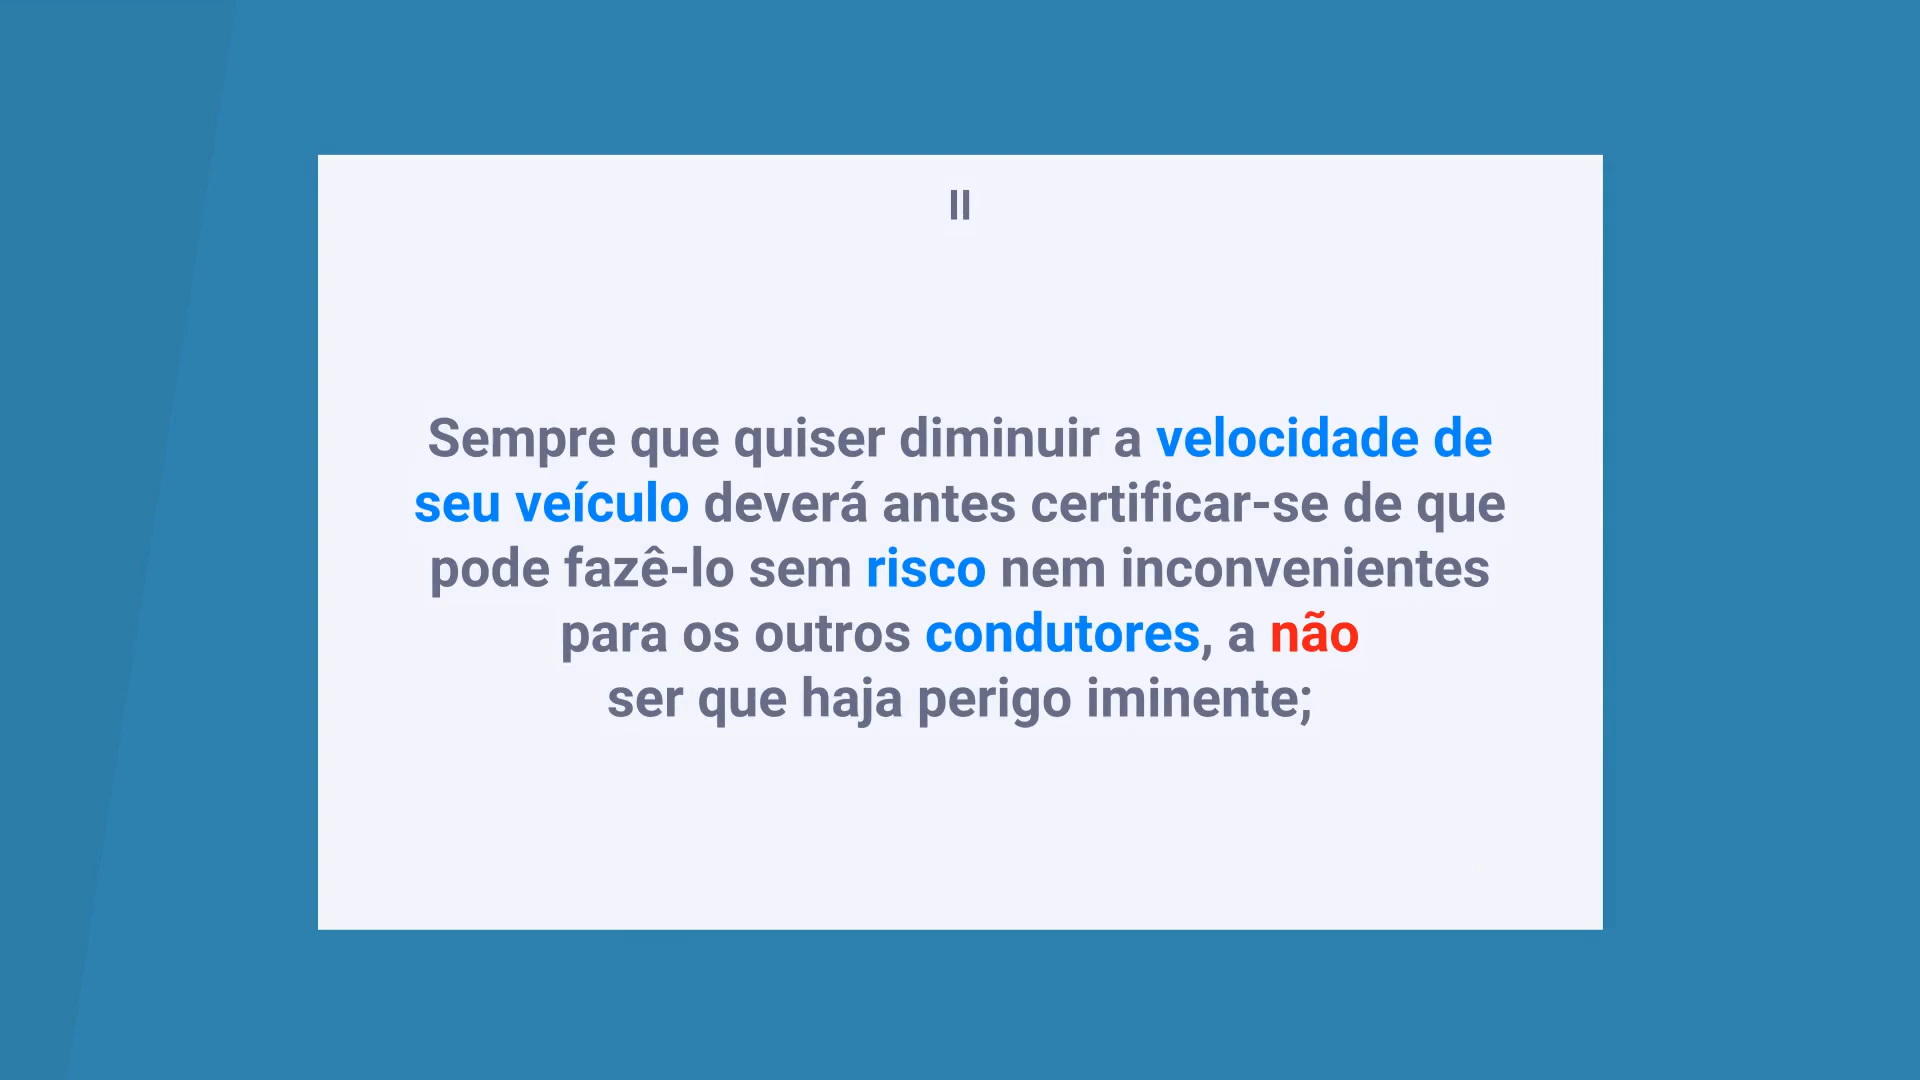 II
Sempre que quiser diminuir a velocidade de
seu veículo deverá antes certificar-se de que
pode fazê-lo sem risco nem inconvenientes
para os outros condutores, a não
ser que haja perigo iminente;